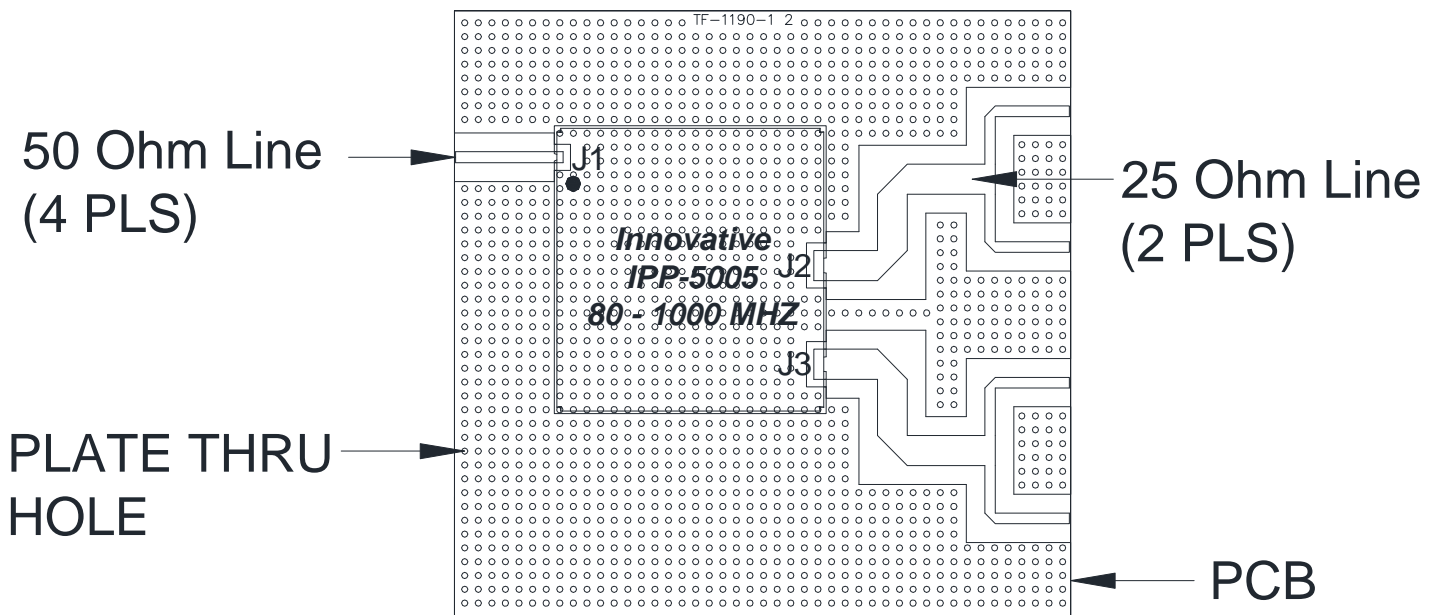 TF-1190-1 2
50 Ohm Line
(4 PLS)
J1
25 Ohm Line
(2 PLS)
Innovative
IPP-5005
80 - 1000 MHZ
J2
J3
PLATE THRU
HOLE
PCB